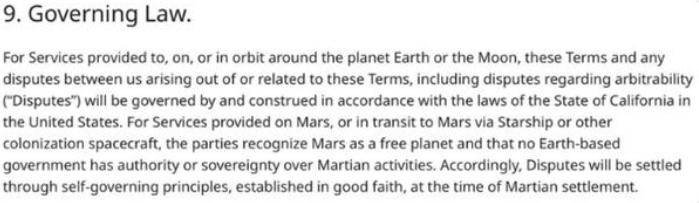 9. Governing Law.
For Services provided to, on, or in orbit around the planet Earth or the Moon, these Terms and any
disputes between us arising out of or related to these Terms, including disputes regarding arbitrability
("Disputes") will be governed by and construed in accordance with the laws of the State of California in
the United States. For Services provided on Mars, or in transit to Mars via Starship or other
colonization spacecraft, the parties recognize Mars as a free planet and that no Earth-based
government has authority or sovereignty over Martian activities. Accordingly, Disputes will be settled
through self-governing principles, established in good faith, at the time of Martian settlement.